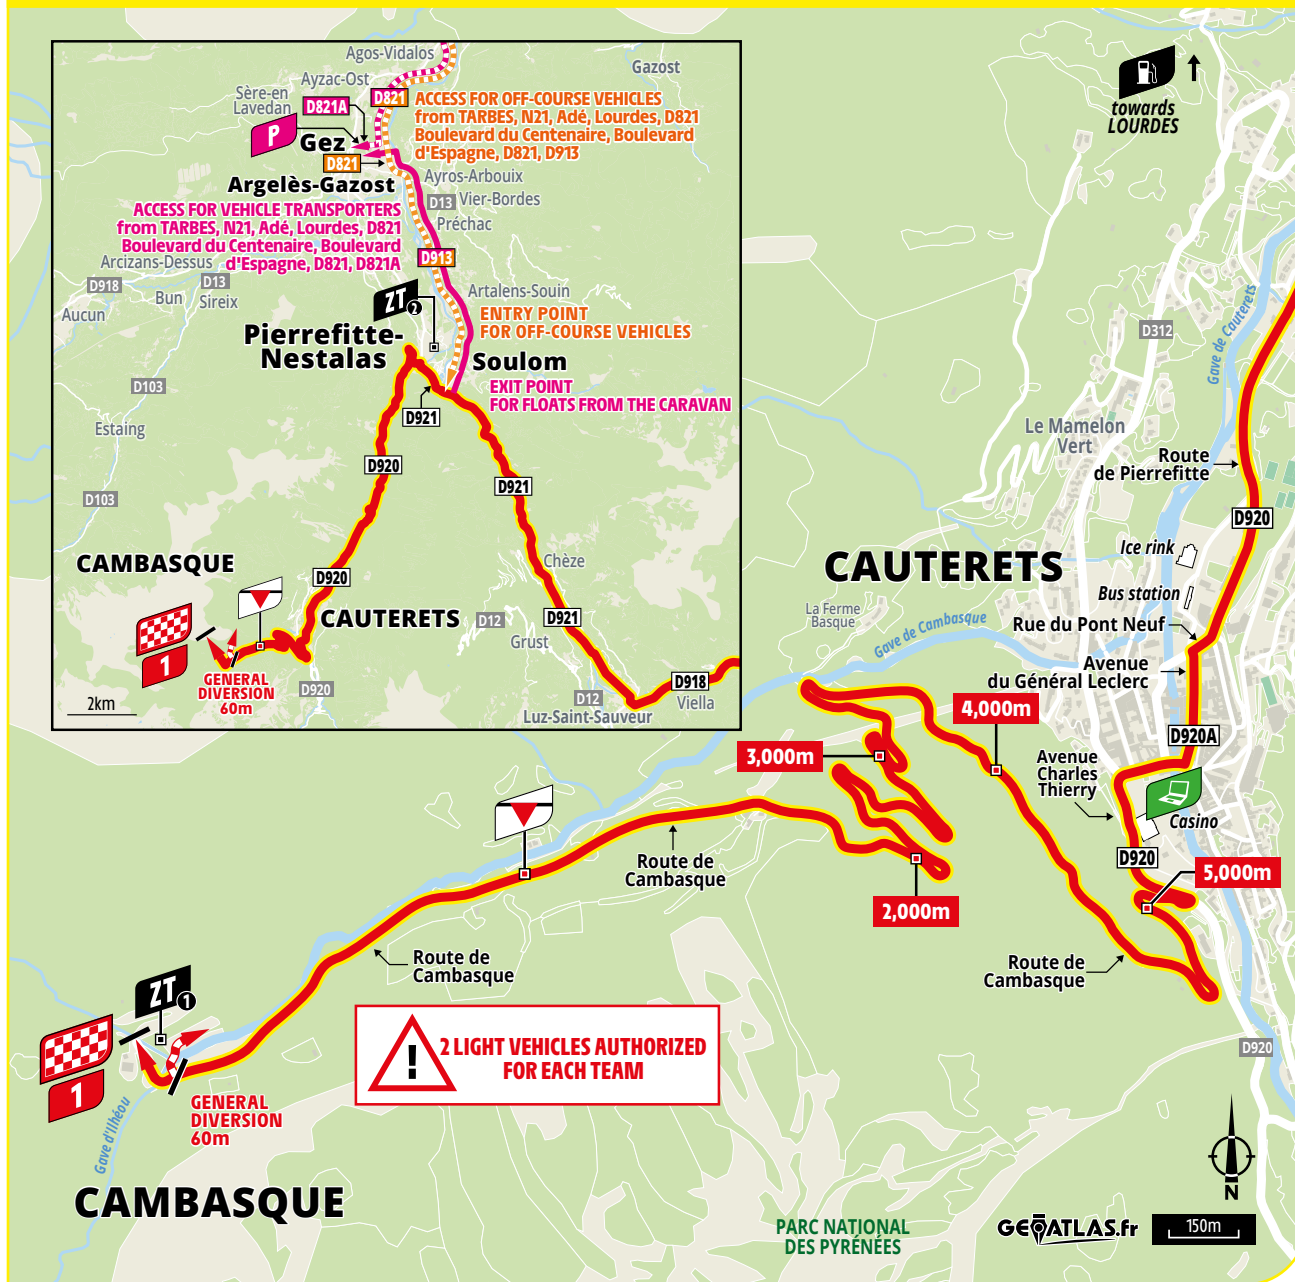 Agos-Vidalos
Gazost
Ayzac-Ost
Sère-en
Lavedan
D821A
D821
ACCESS FOR OFF-COURSE VEHICLES
from TARBES, N21, Adé, Lourdes, D821
Boulevard du Centenaire, Boulevard
d'Espagne, D821, D913
P
Gez
D821
Argelès-Gazost
Ayros-Arbouix
D13
Vier-Bordes
Préchac
ACCESS FOR VEHICLE TRANSPORTERS
from TARBES, N21, Adé, Lourdes, D821
Boulevard du Centenaire, Boulevard
d'Espagne, D821, D821A
D913
Arcizans-Dessus
D918
D13
Bun
Sireix
Aucun
Artalens-Souin
ZT
2
ENTRY POINT
FOR OFF-COURSE VEHICLES
Pierrefitte-
Nestalas
Soulom
EXIT POINT
FOR FLOATS FROM THE CARAVAN
D103
D921
Estaing
D920
D921
D103
CAMBASQUE
Chèze
D920
CAUTERETS
D12
D921
Grust
1
GENERAL
DIVERSION
60m
D920
D12
D918
Viella
Luz-Saint-Sauveur
2km
towards
LOURDES
Gave de Cauterets
D312
Le Mamelon
Vert
Route
de Pierrefitte
D920
Ice rink
CAUTERETS
Bus station
La Ferme
Basque
Gave de Cambasque
Rue du Pont Neuf
Avenue
du Général Leclerc
4,000m
D920A
3,000m
Avenue
Charles
Thierry
Casino
D920
Route de
Cambasque
5,000m
2,000m
Route de
Cambasque
Route de
Cambasque
ZT
1
1
2 LIGHT VEHICLES AUTHORIZED
FOR EACH TEAM
!
D920
GENERAL
DIVERSION
60m
Gave d'Ilhéou
CAMBASQUE
PARC NATIONAL
DES PYRÉNÉES
N
GEOATLAS.fr
150m